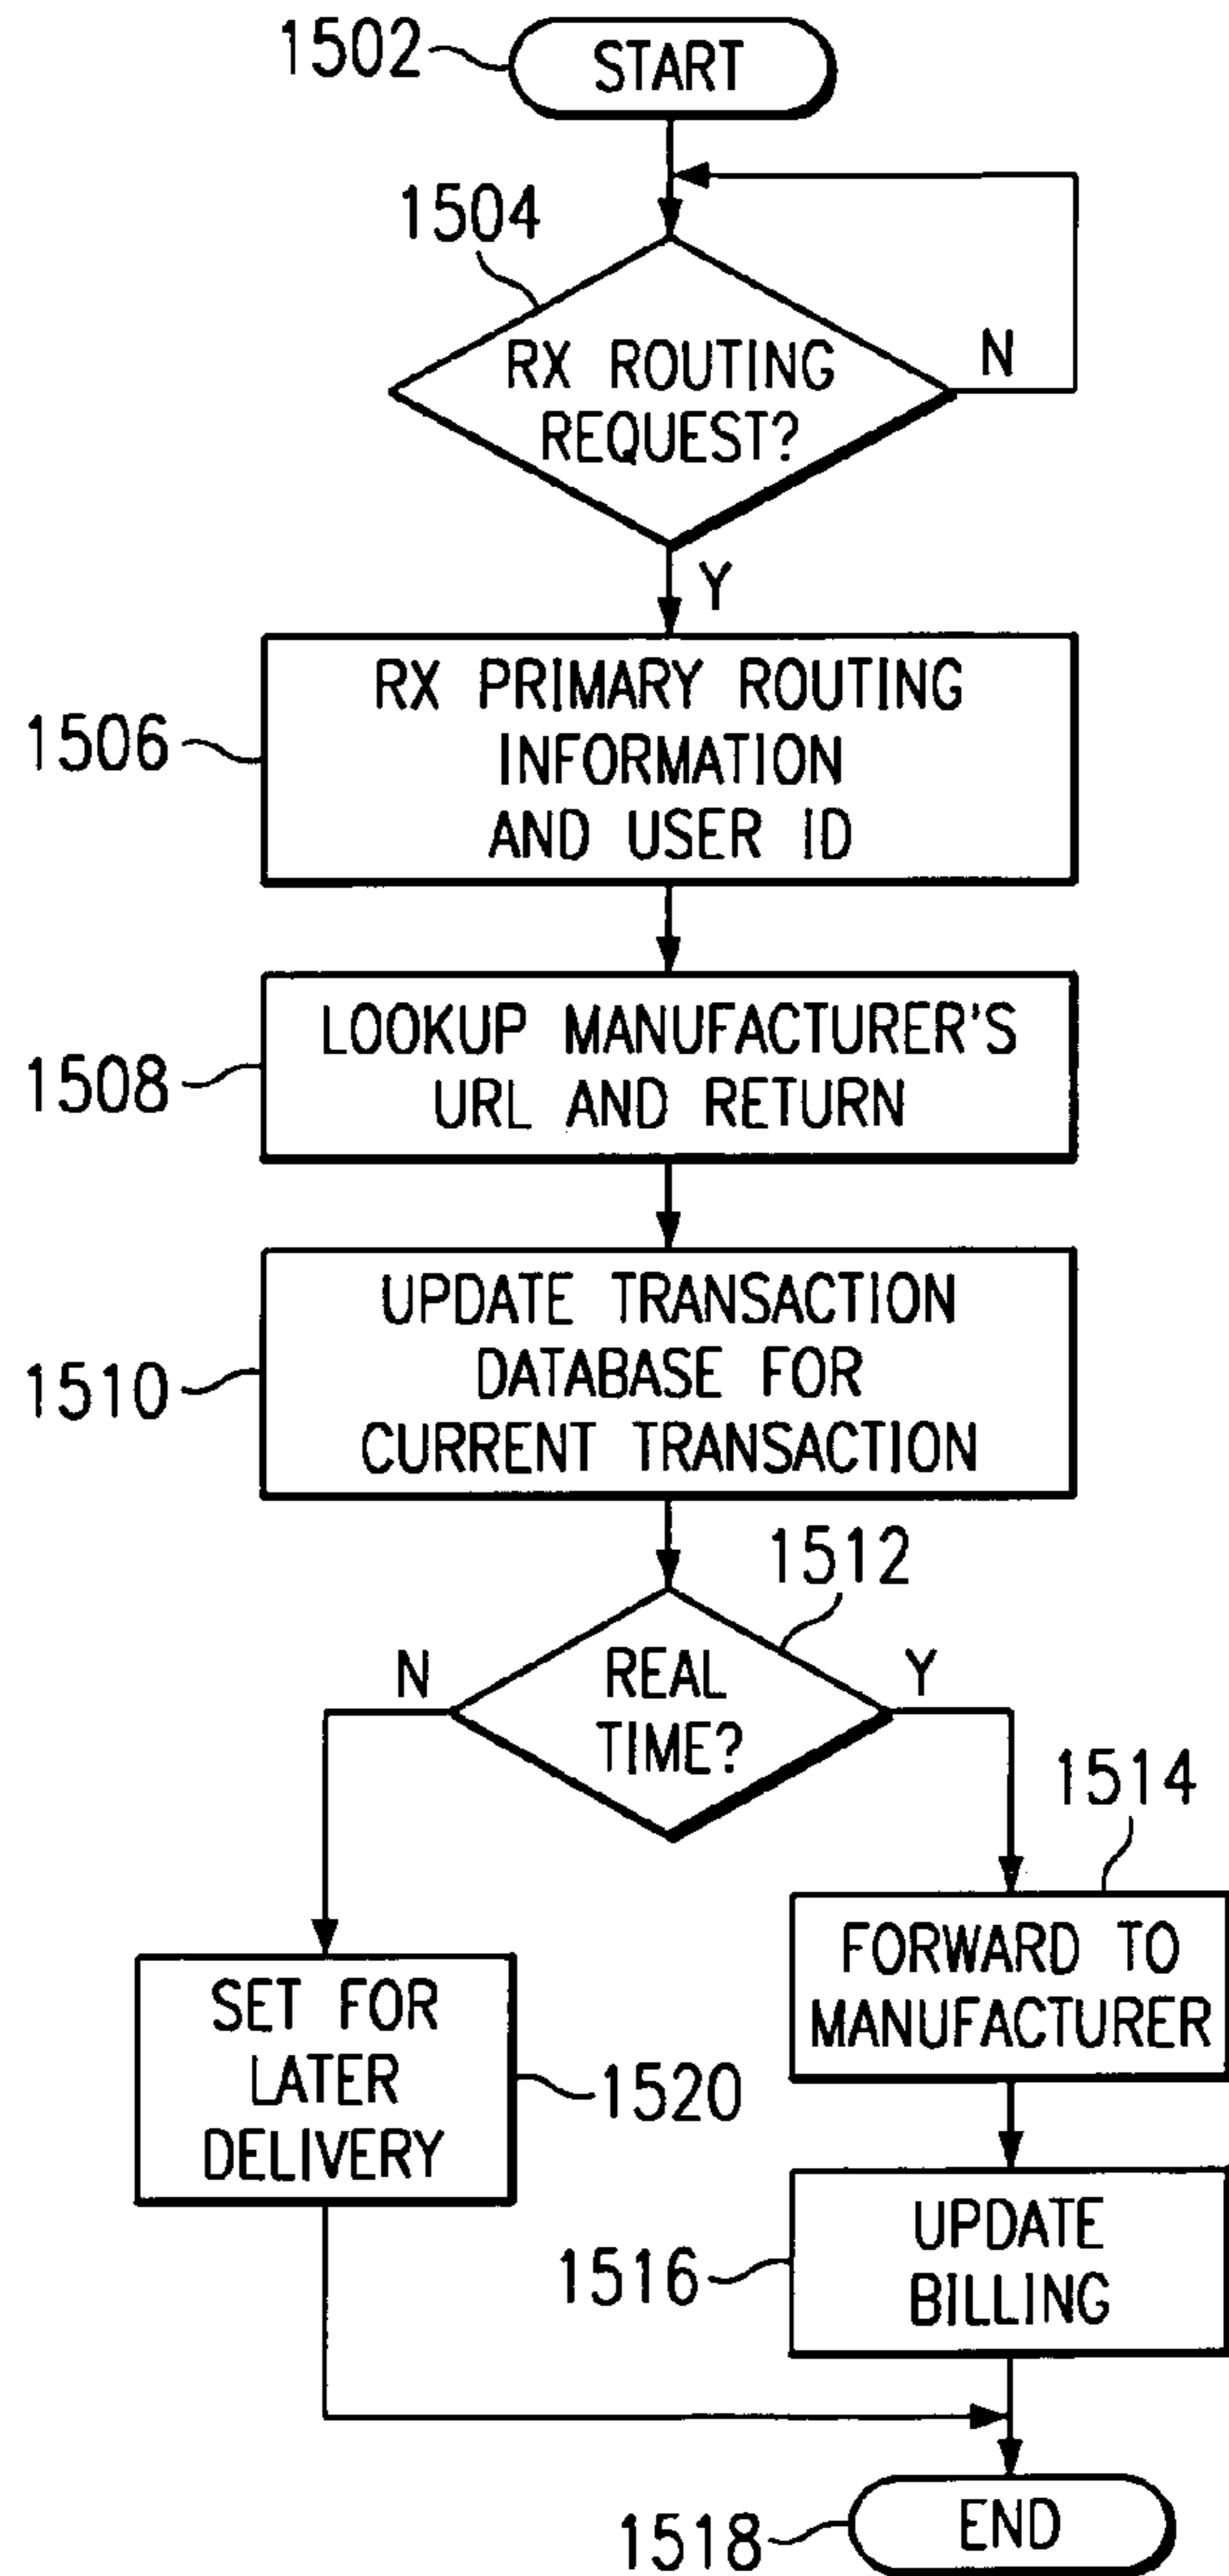 1502
START
1504
RX ROUTING
REQUEST?
N
Y
1506
RX PRIMARY ROUTING
INFORMATION
AND USER ID
1508
LOOKUP MANUFACTURER'S
URL AND RETURN
1510
UPDATE TRANSACTION
DATABASE FOR
CURRENT TRANSACTION
1512
N
REAL
TIME?
Y
1514
FORWARD TO
MANUFACTURER
SET FOR
LATER
DELIVERY
1520
1516
UPDATE
BILLING
1518
END